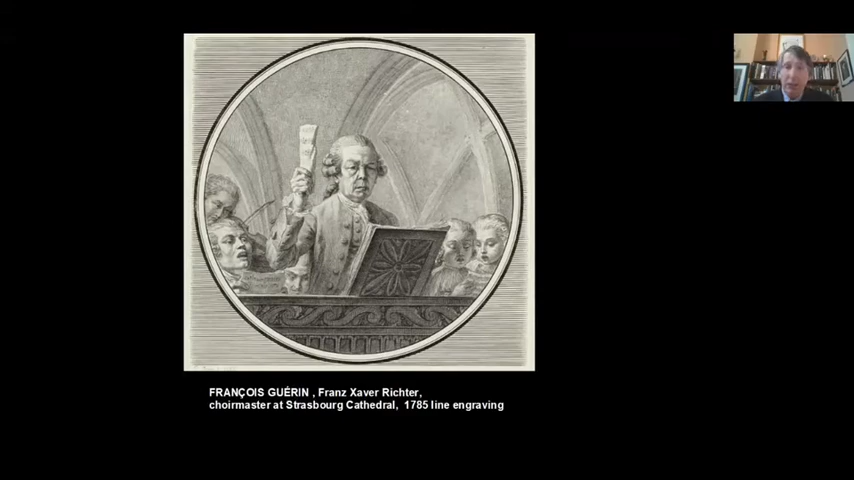 FRANÇOIS GUÉRIN , Franz Xaver Richter,
choirmaster at Strasbourg Cathedral,  1785 line engraving